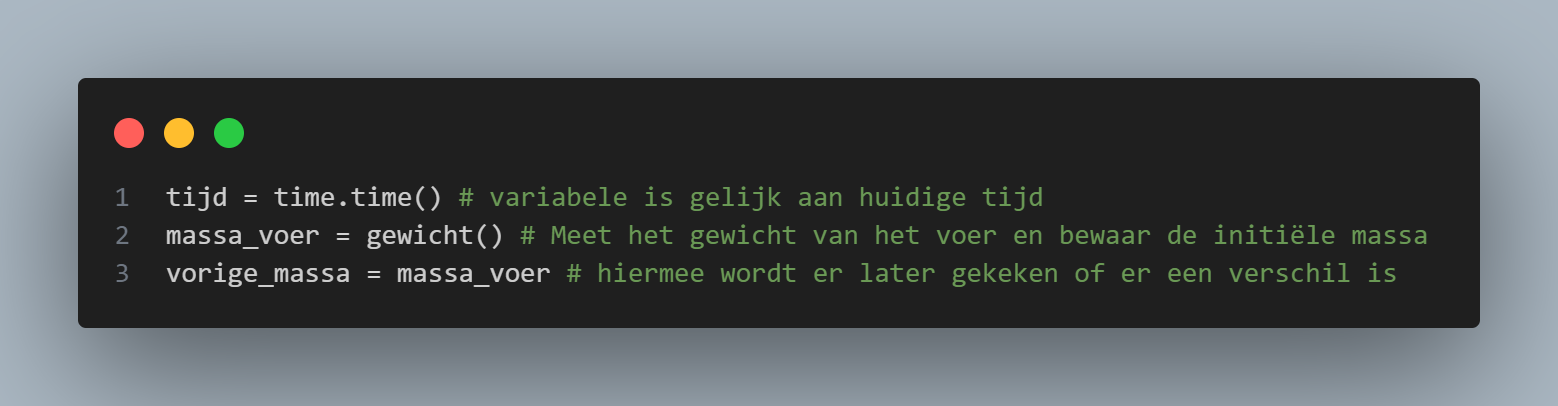 1 tijd = time.time() # variabele is gelijk aan huidige tijd
2 massa_voer = gewicht() # Meet het gewicht van het voer en bewaar de initiële massa
3 vorige_massa = massa_voer # hiermee wordt er later gekeken of er een verschil is